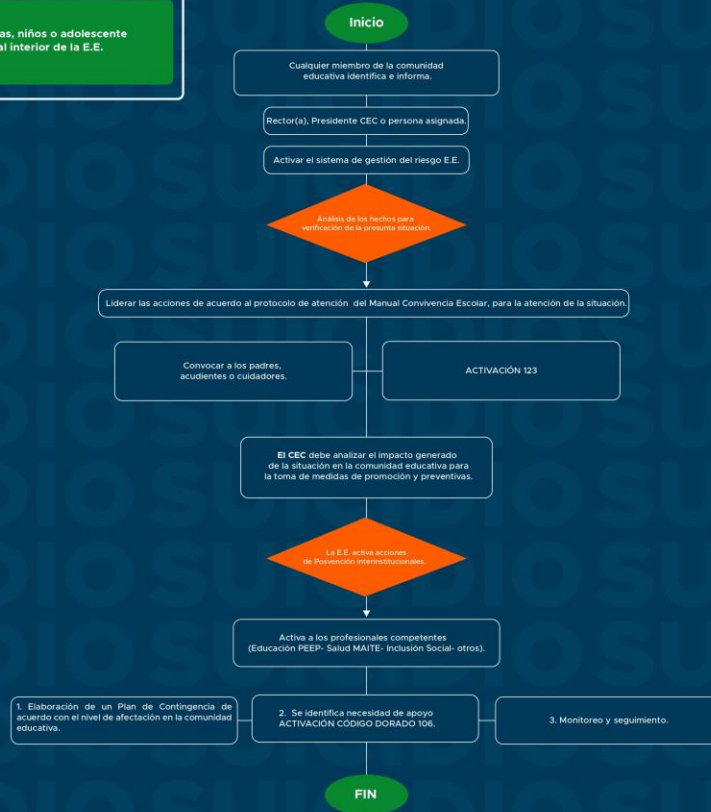 as, niños o adolescente
al interior de la E.E.
Inicio
Cualquier miembro de la comunidad
educativa identifica e informa.
Rector(a), Presidente CEC o persona asignada.
Activar el sistema de gestión del riesgo E.E.
Análisis de los hechos para
verificación de la presunta situación.
Liderar las acciones de acuerdo al protocolo de atención del Manual Convivencia Escolar, para la atención de la situación.
Convocar a los padres,
acudientes o cuidadores.
ACTIVACIÓN 123
El CEC debe analizar el impacto generado
de la situación en la comunidad educativa para
la toma de medidas de promoción y preventivas.
La E.E. activa acciones
de Posvención interinstitucionales.
Activa a los profesionales competentes
(Educación PEEP- Salud MAITE- Inclusión Social- otros).
1. Elaboración de un Plan de Contingencia de
acuerdo con el nivel de afectación en la comunidad
educativa.
2. Se identifica necesidad de apoyo
ACTIVACIÓN CÓDIGO DORADO 106.
3. Monitoreo y seguimiento.
FIN